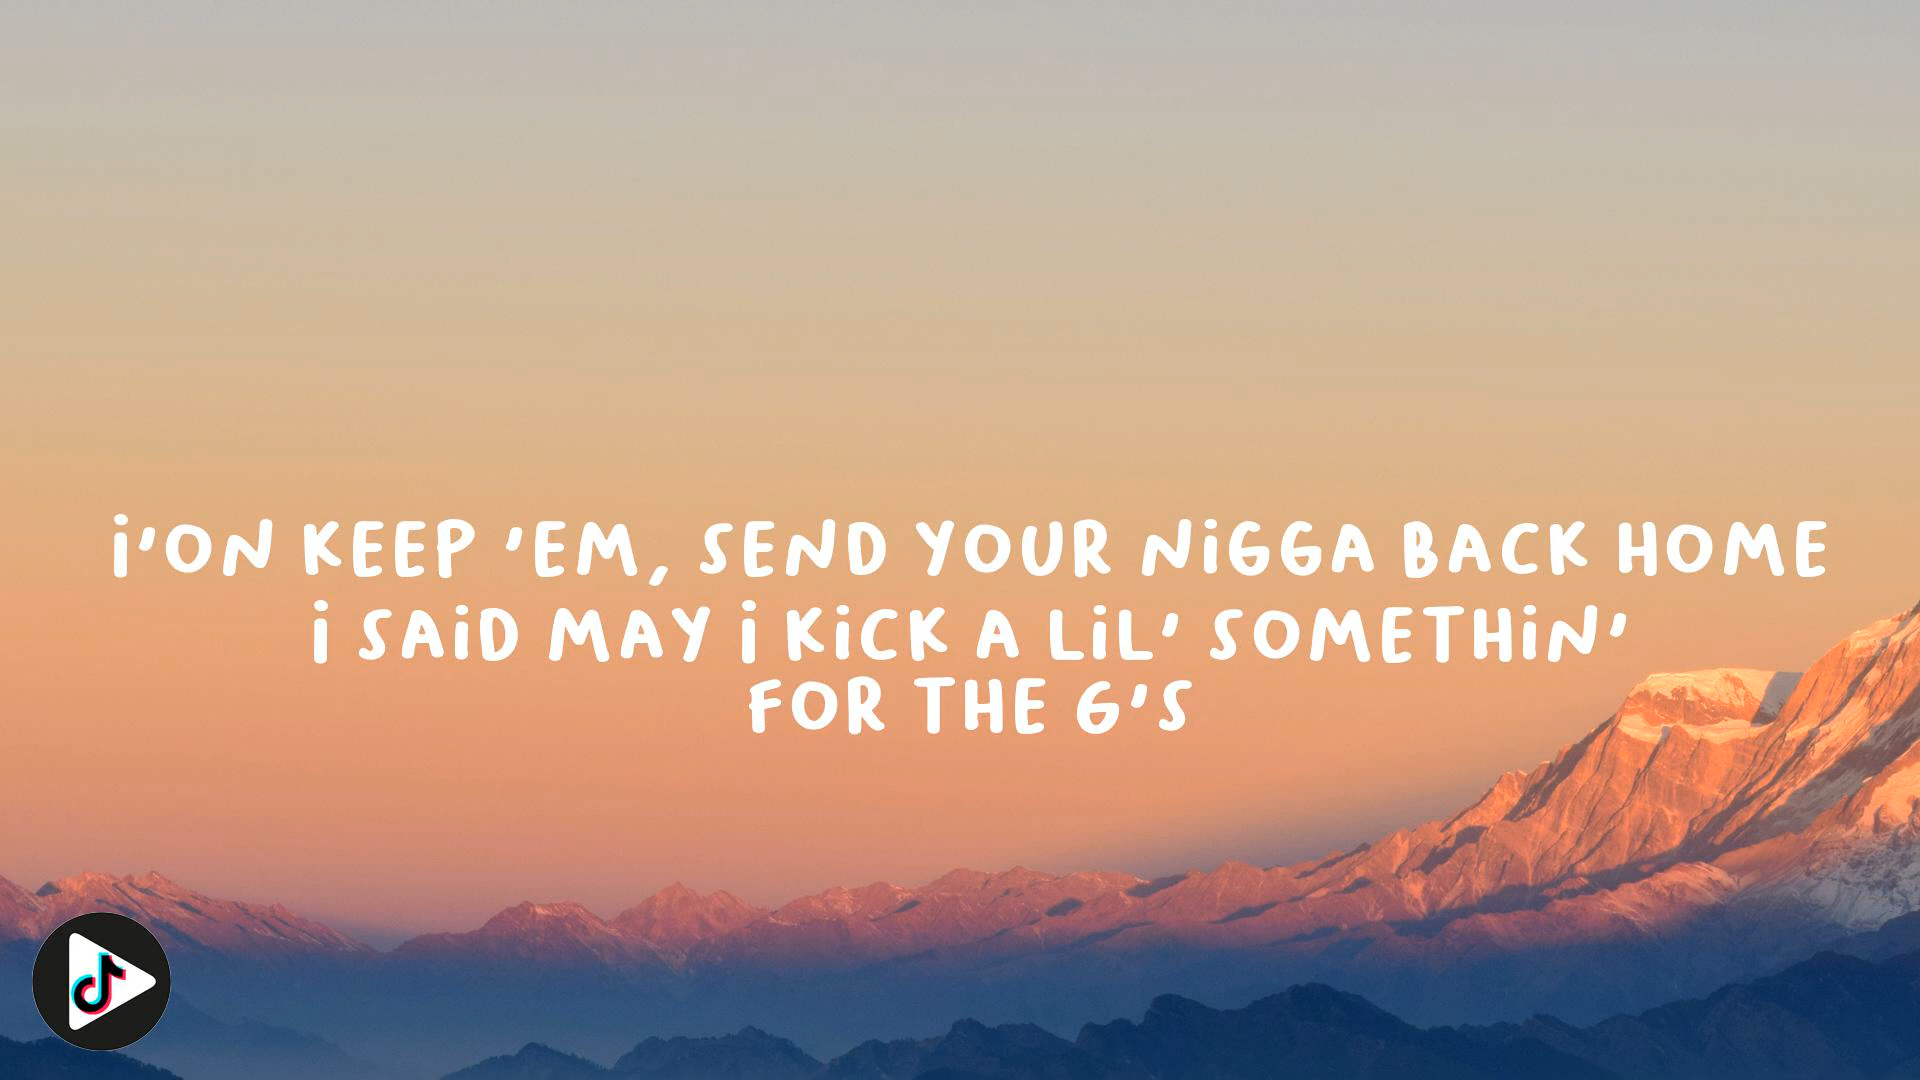 I'ON KEEP 'EM, SEND YOUR NIGGA BACK HOME
I SAID MAY I KICK A LIL' SOMETHIN'
FOR THE G'S